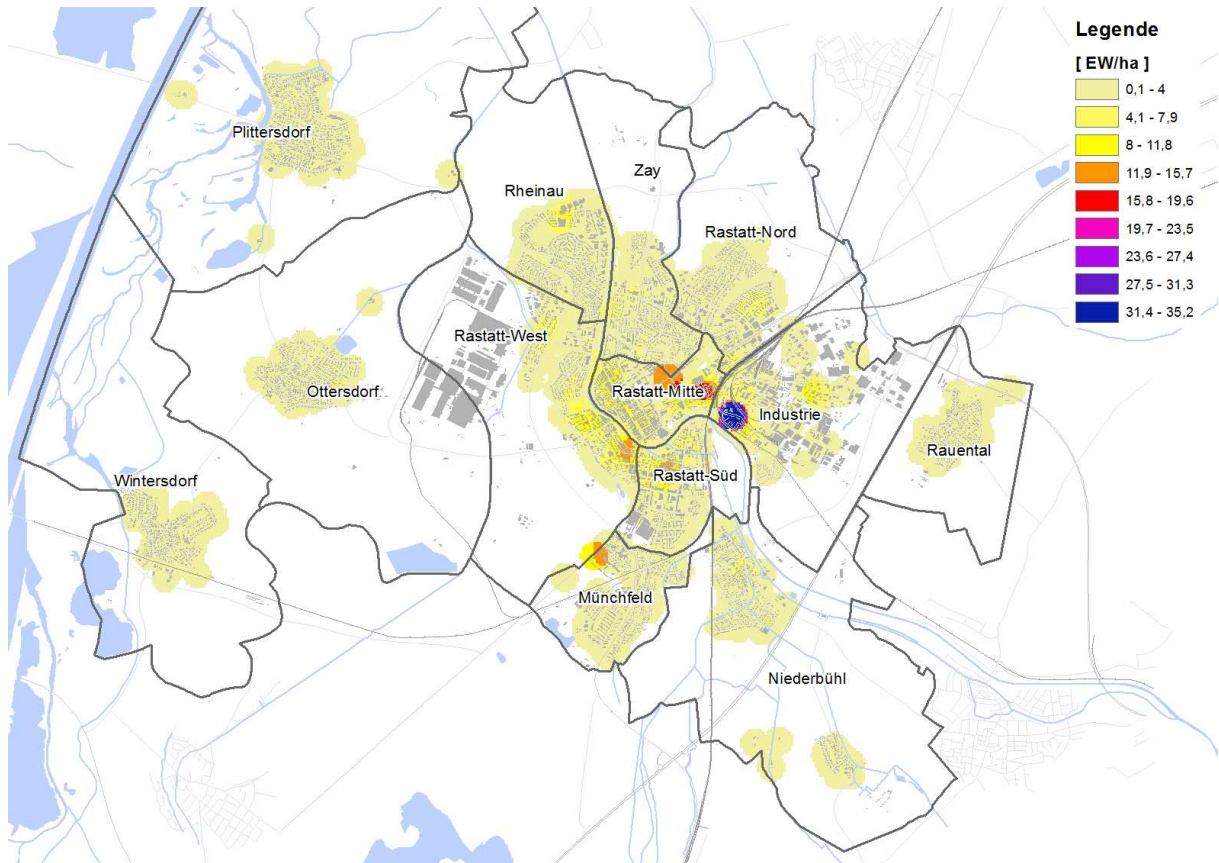 Legende
[ EW/ha ]
0,1 - 4
4,1 - 7,9
8 - 11,8
11,9 - 15,7
15,8 - 19,6
19,7 - 23,5
23,6 - 27,4
27,5 - 31,3
31,4 - 35,2
Plittersdorf
Zay
Rheinau
Rastatt-Nord
Rastatt-West
Ottersdorf
Rastatt-Mitte
Industrie
Rauental
Rastatt-Süd
Wintersdorf
Münchfeld
Niederbühl